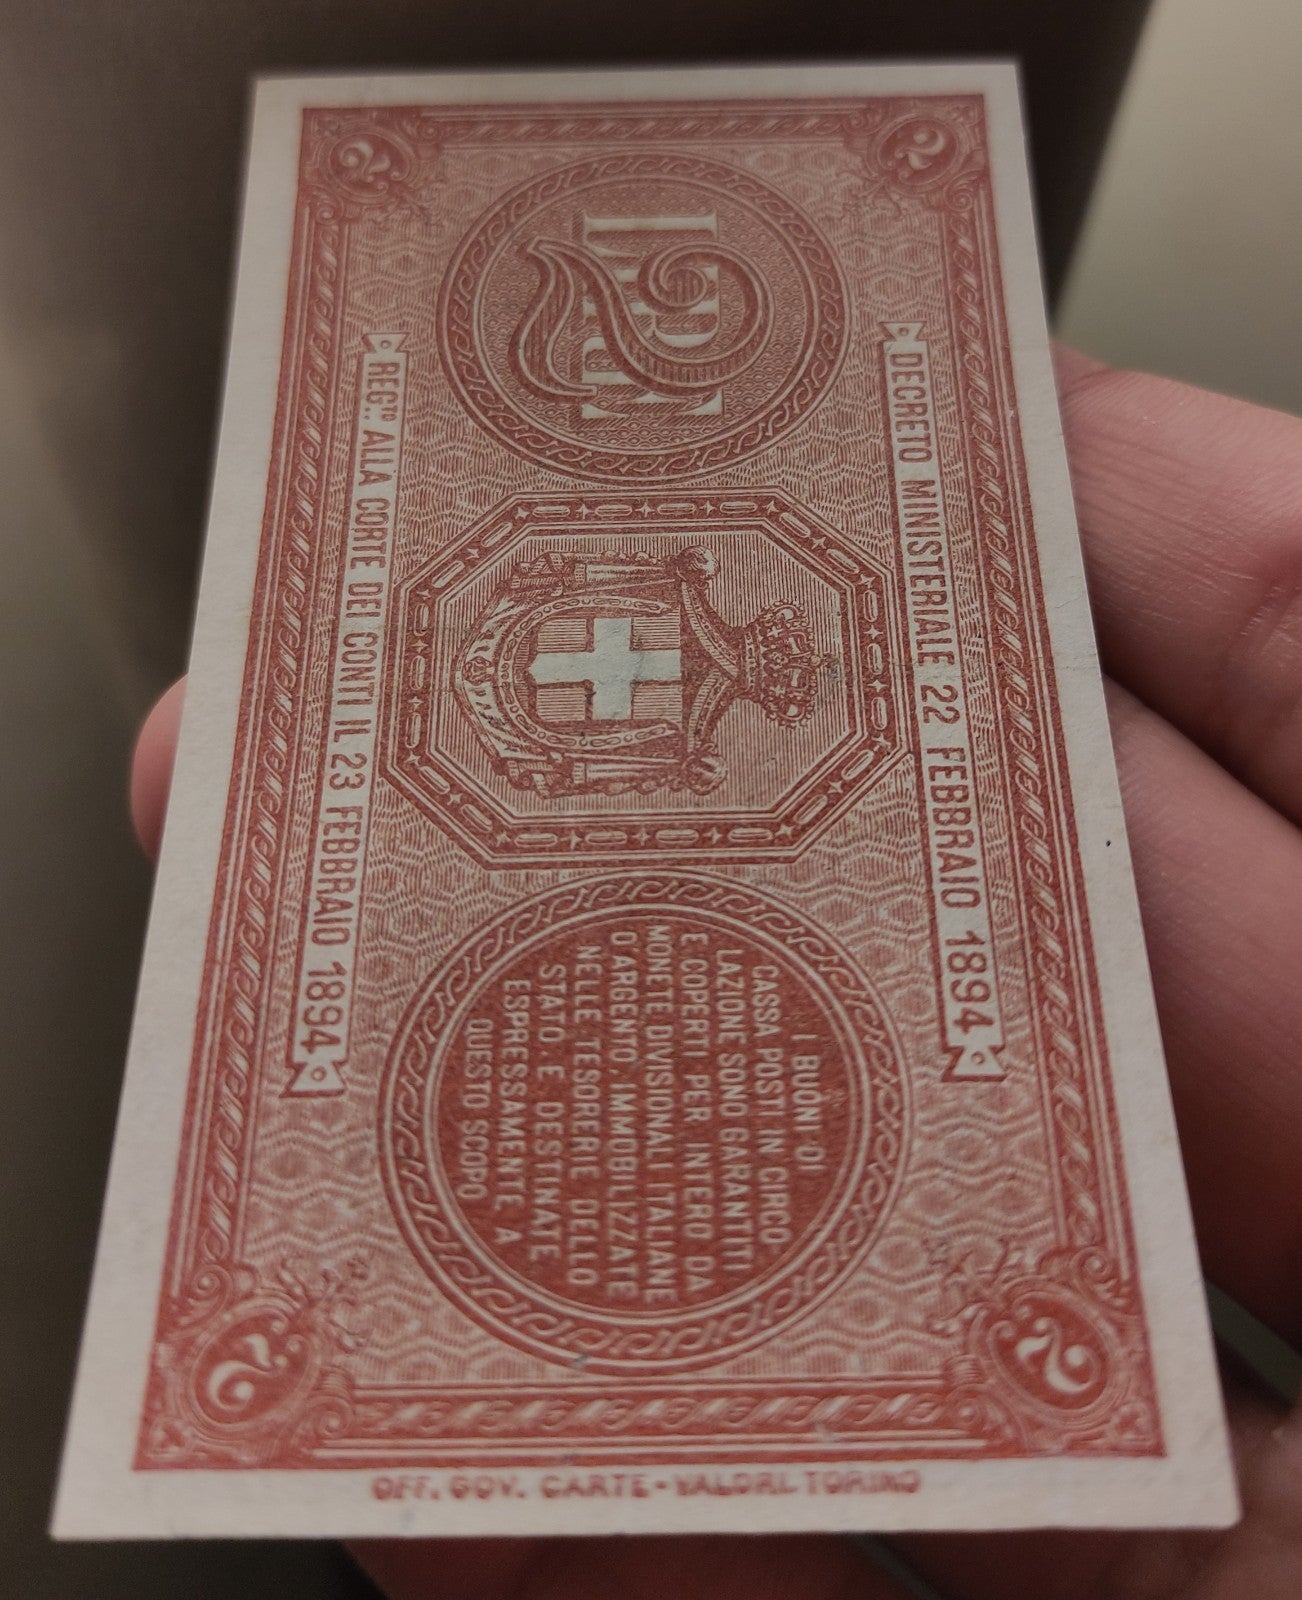 2
2
LIRE
2
DECRETO MINISTERIALE 22 FEBBRAIO 1894
REG.TO ALLA CORTE DEI CONTI IL 23 FEBBRAIO 1894
I BUONI DI
CASSA POSTI IN CIRCO-
LAZIONE SONO GARANTITI
E COPERTI PER INTERO DA
MONETE DIVISIONALI ITALIANE
D'ARGENTO, IMMOBILIZZATE
NELLE TESORERIE DELLO
STATO, E DESTINATE
ESPRESSAMENTE A
QUESTO SCOPO
2
2
OFF. GOV. CARTE-VALORI. TORINO